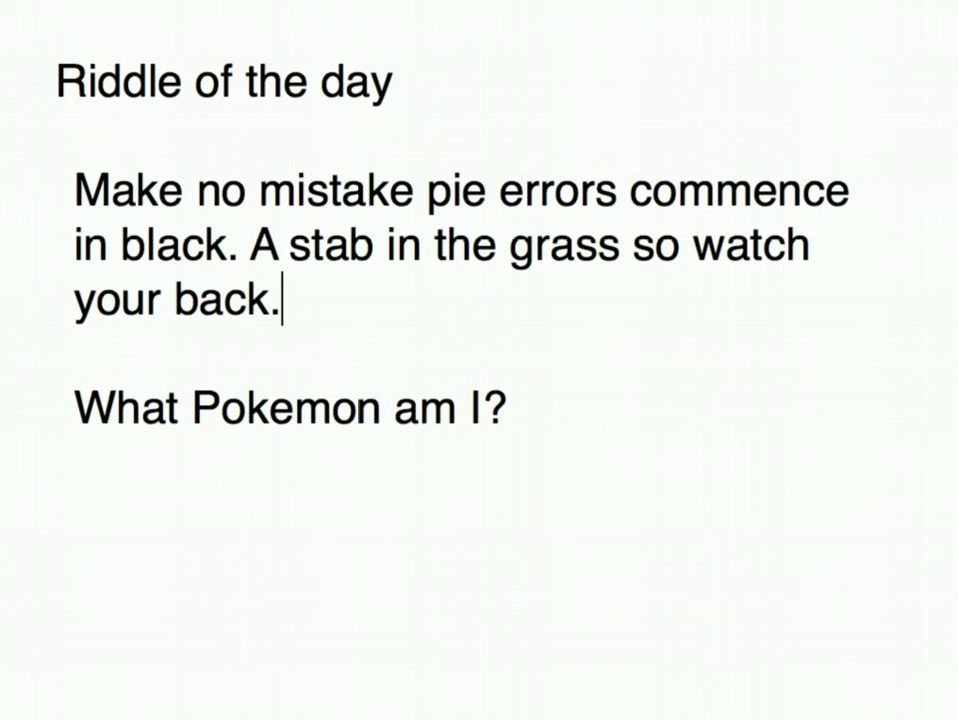 Riddle of the day
Make no mistake pie errors commence
in black. A stab in the grass so watch
your back.
What Pokemon am I?